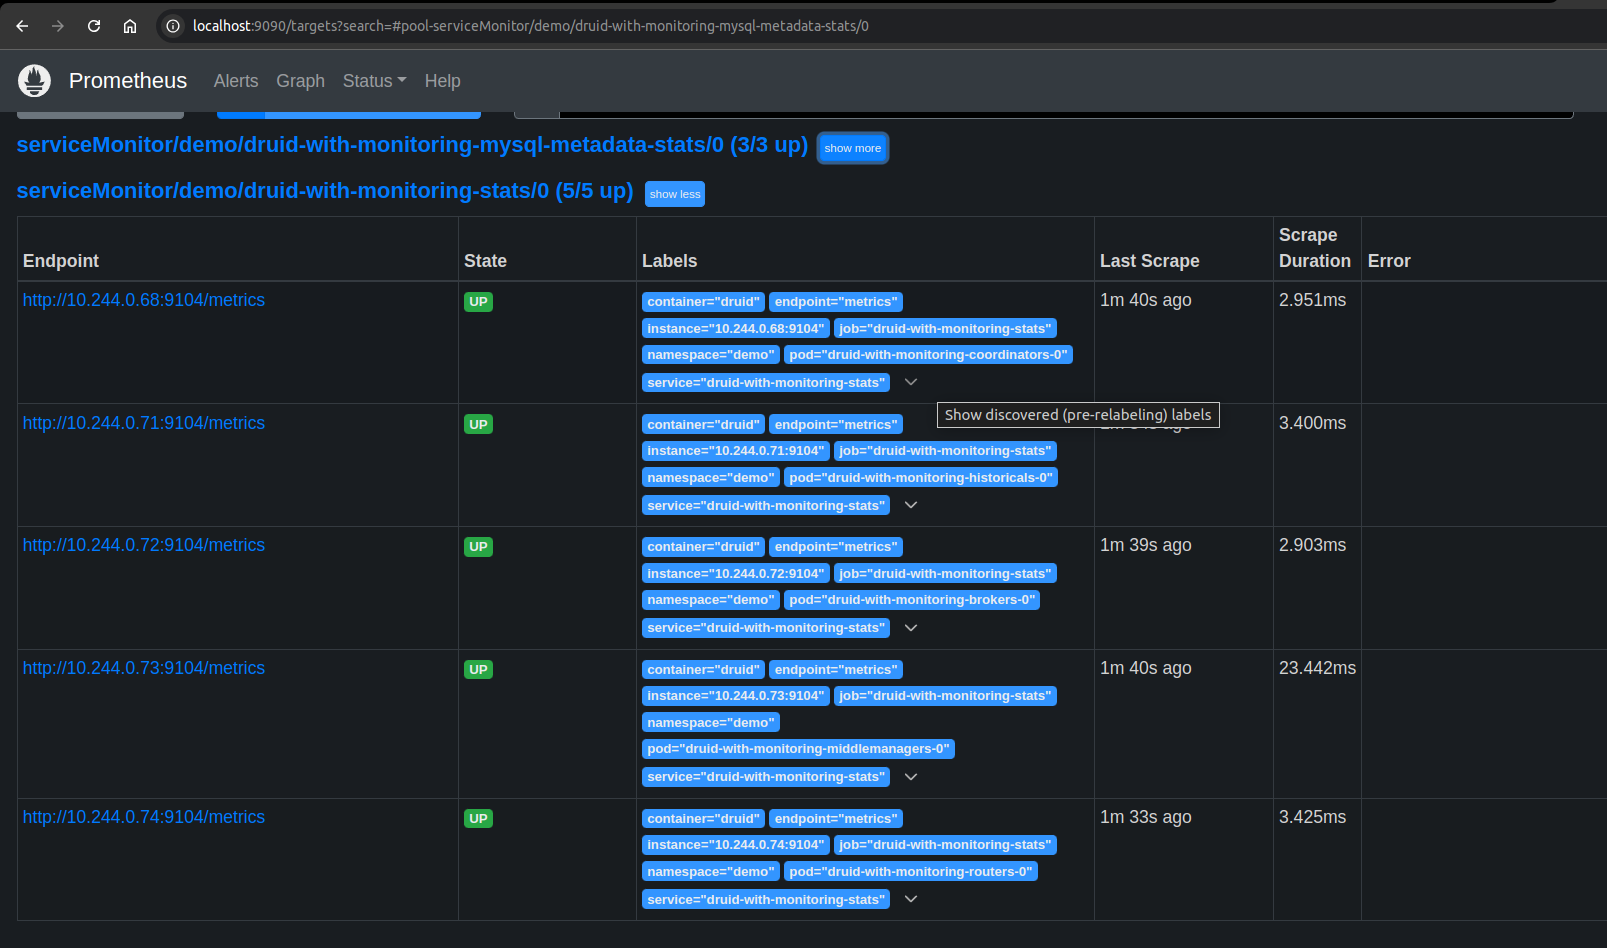 localhost:9090/targets?search=#pool-serviceMonitor/demo/druid-with-monitoring-mysql-metadata-stats/0
Prometheus Alerts Graph Status Help
serviceMonitor/demo/druid-with-monitoring-mysql-metadata-stats/0 (3/3 up) show more
serviceMonitor/demo/druid-with-monitoring-stats/0 (5/5 up) show less
Endpoint State Labels Last Scrape Scrape Duration Error
http://10.244.0.68:9104/metrics UP container="druid" endpoint="metrics" 1m 40s ago 2.951ms
instance="10.244.0.68:9104" job="druid-with-monitoring-stats"
namespace="demo" pod="druid-with-monitoring-coordinators-0"
service="druid-with-monitoring-stats"
Show discovered (pre-relabeling) labels
http://10.244.0.71:9104/metrics UP container="druid" endpoint="metrics" 3.400ms
instance="10.244.0.71:9104" job="druid-with-monitoring-stats"
namespace="demo" pod="druid-with-monitoring-historicals-0"
service="druid-with-monitoring-stats"
http://10.244.0.72:9104/metrics UP container="druid" endpoint="metrics" 1m 39s ago 2.903ms
instance="10.244.0.72:9104" job="druid-with-monitoring-stats"
namespace="demo" pod="druid-with-monitoring-brokers-0"
service="druid-with-monitoring-stats"
http://10.244.0.73:9104/metrics UP container="druid" endpoint="metrics" 1m 40s ago 23.442ms
instance="10.244.0.73:9104" job="druid-with-monitoring-stats"
namespace="demo"
pod="druid-with-monitoring-middlemanagers-0"
service="druid-with-monitoring-stats"
http://10.244.0.74:9104/metrics UP container="druid" endpoint="metrics" 1m 33s ago 3.425ms
instance="10.244.0.74:9104" job="druid-with-monitoring-stats"
namespace="demo" pod="druid-with-monitoring-routers-0"
service="druid-with-monitoring-stats"